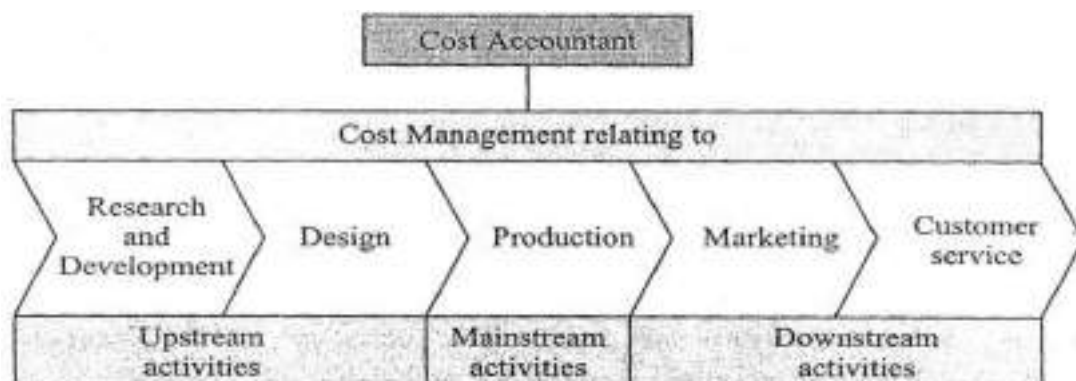 Cost Accountant
Cost Management relating to
Research
and
Development
Design
Production
Marketing
Customer
service
Upstream
activities
Mainstream
activities
Downstream
activities